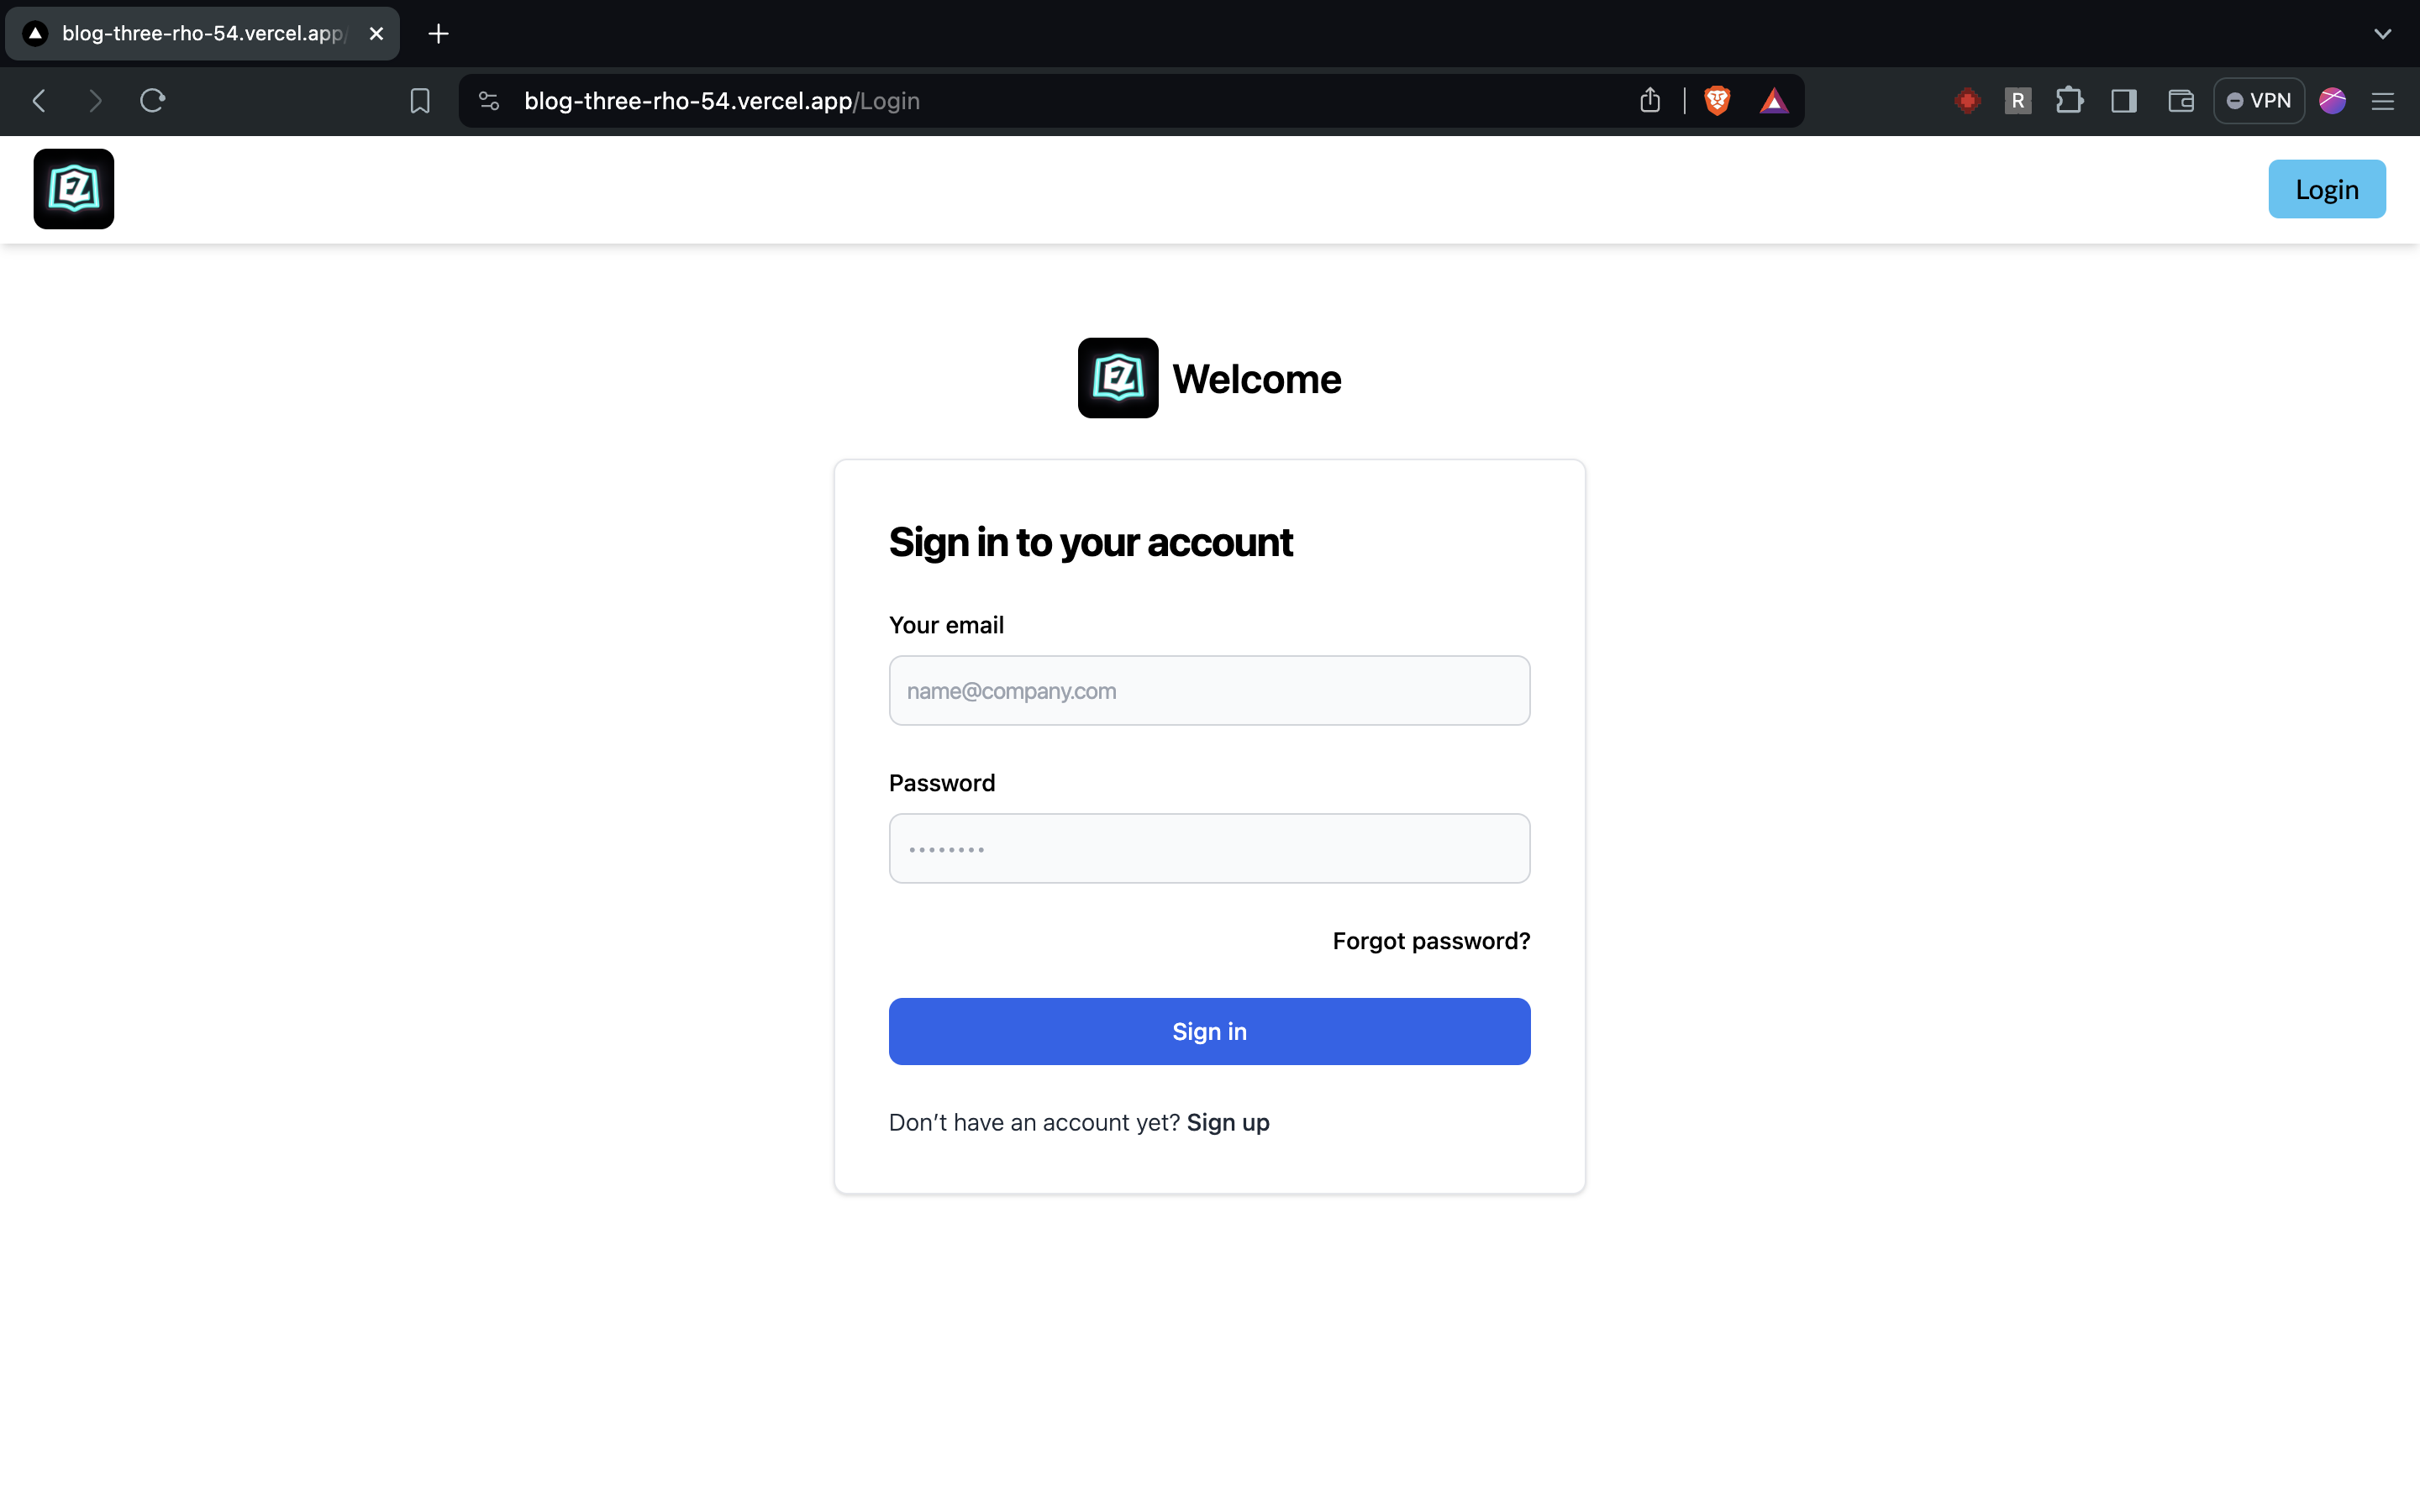 blog-three-rho-54.vercel.app/
blog-three-rho-54.vercel.app/Login
R
VPN
EZ
Login
EZ
Welcome
Sign in to your account
Your email
name@company.com
Password
Forgot password?
Sign in
Don't have an account yet? Sign up